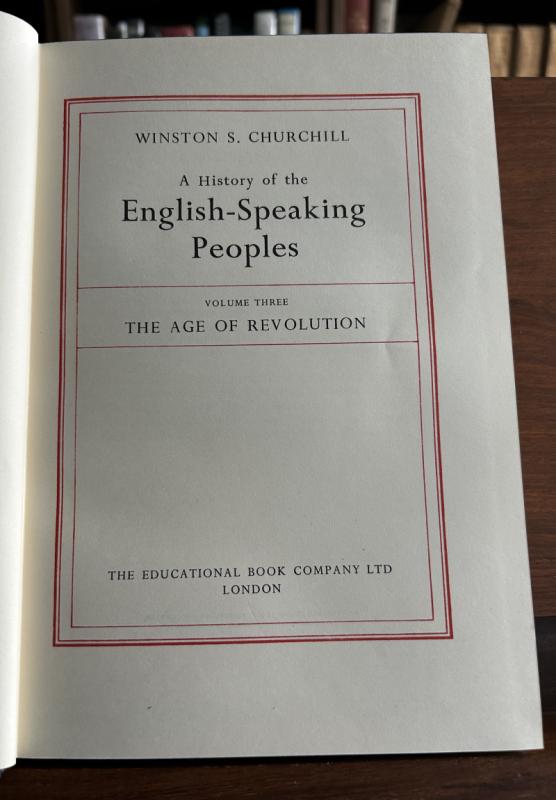 WINSTON S. CHURCHILL
A History of the
English-Speaking
Peoples
VOLUME THREE
THE AGE OF REVOLUTION
THE EDUCATIONAL BOOK COMPANY LTD
LONDON